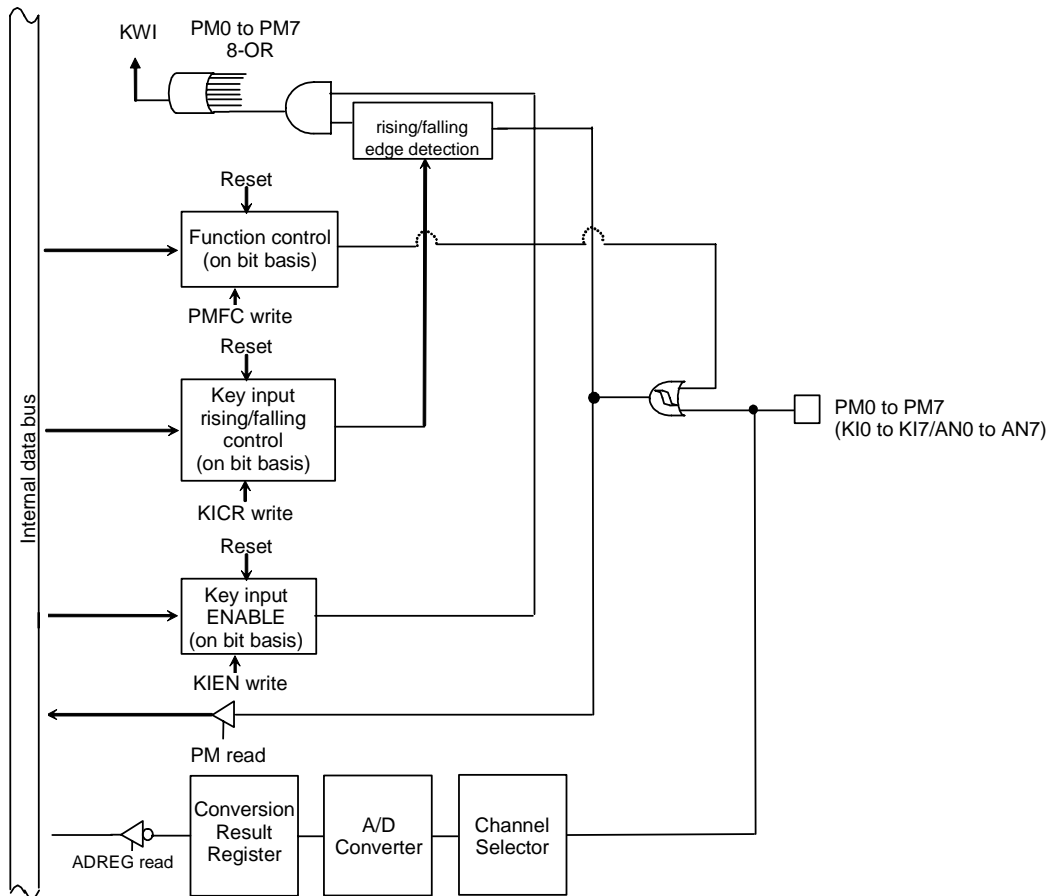 KWI
PM0 to PM7
8-OR
rising/falling
edge detection
Reset
Function control
(on bit basis)
PMFC write
Reset
Key input
rising/falling
control
(on bit basis)
KICR write
PM0 to PM7
(KI0 to KI7/AN0 to AN7)
Internal data bus
Reset
Key input
ENABLE
(on bit basis)
KIEN write
PM read
Conversion
Result
Register
A/D
Converter
Channel
Selector
ADREG read